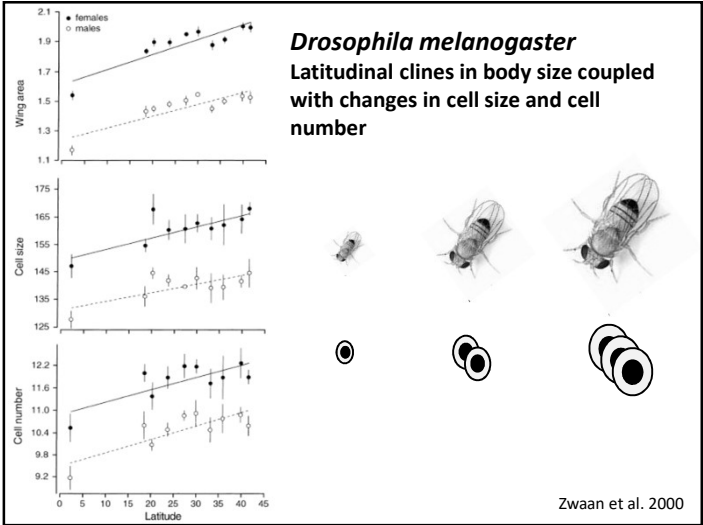 females
males
2.1
1.9
1.7
1.5
1.3
1.1
Wing area
Drosophila melanogaster
Latitudinal clines in body size coupled
with changes in cell size and cell
number
175
165
155
145
135
125
Cell size
12.2
11.6
11.0
10.4
9.8
9.2
Cell number
0 5 10 15 20 25 30 35 40 45
Latitude
Zwaan et al. 2000